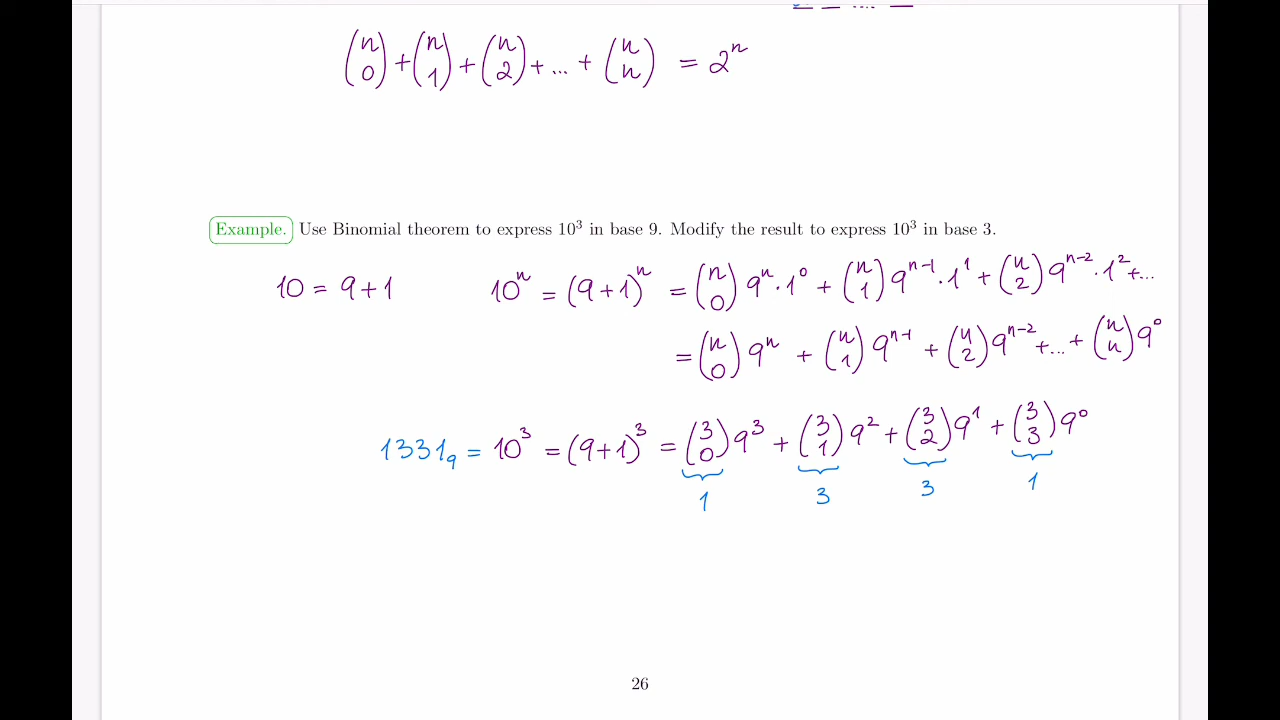 (n 0) + (n 1) + (n 2) + ... + (n n) = 2^n
Example. Use Binomial theorem to express 10³ in base 9. Modify the result to express 10³ in base 3.
10 = 9+1 10^n = (9+1)^n = (n 0) 9^n · 1^0 + (n 1) 9^(n-1) · 1^1 + (n 2) 9^(n-2) · 1^2 + ...
= (n 0) 9^n + (n 1) 9^(n-1) + (n 2) 9^(n-2) + ... + (n n) 9^0
1331₉ = 10³ = (9+1)³ = (3 0) 9³ + (3 1) 9² + (3 2) 9¹ + (3 3) 9⁰
1 3 3 1
26